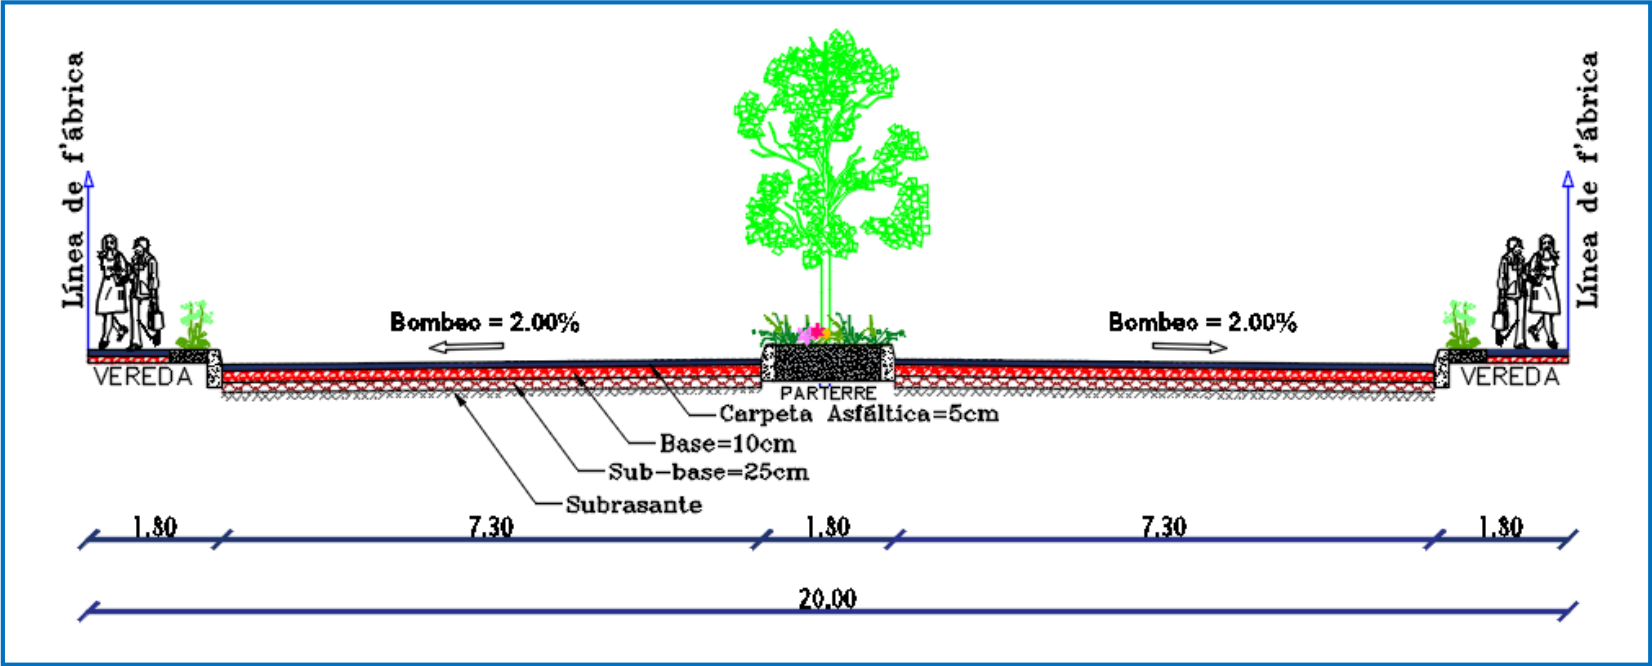 Línea de f'ábrica
Línea de f'ábrica
Bombeo = 2.00%
Bombeo = 2.00%
VEREDA
VEREDA
PARTERRE
Carpeta Asfáltica=5cm
Base=10cm
Sub-base=25cm
Subrasante
1.80
7.30
1.80
7.30
1.80
20.00